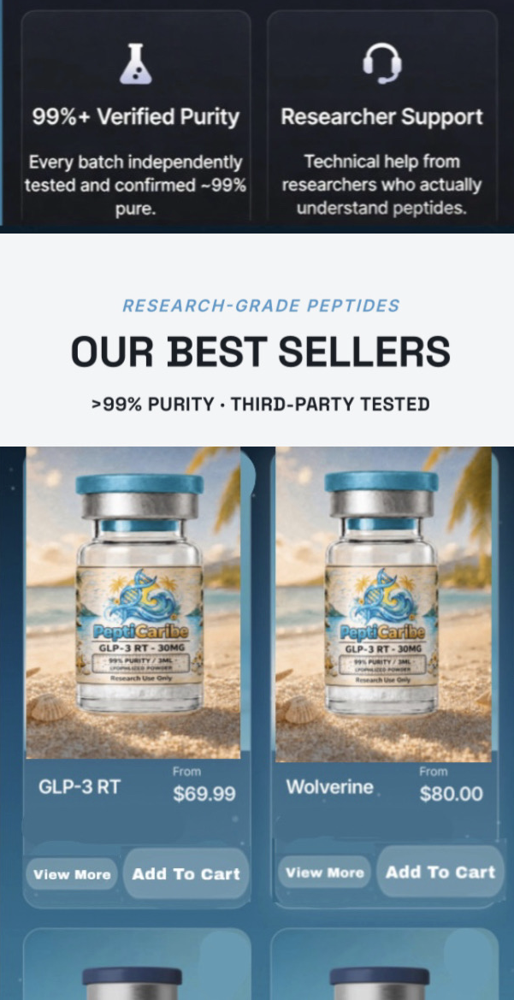 99%+ Verified Purity
Every batch independently
tested and confirmed ~99%
pure.
Researcher Support
Technical help from
researchers who actually
understand peptides.
RESEARCH-GRADE PEPTIDES
OUR BEST SELLERS
>99% PURITY · THIRD-PARTY TESTED
PeptiCaribe
GLP-3 RT - 30MG
99% PURITY / 3ML
LYOPHILIZED POWDER
Research Use Only
GLP-3 RT
From
$69.99
View More
Add To Cart
PeptiCaribe
GLP-3 RT - 30MG
99% PURITY / 3ML
LYOPHILIZED POWDER
Research Use Only
Wolverine
From
$80.00
View More
Add To Cart